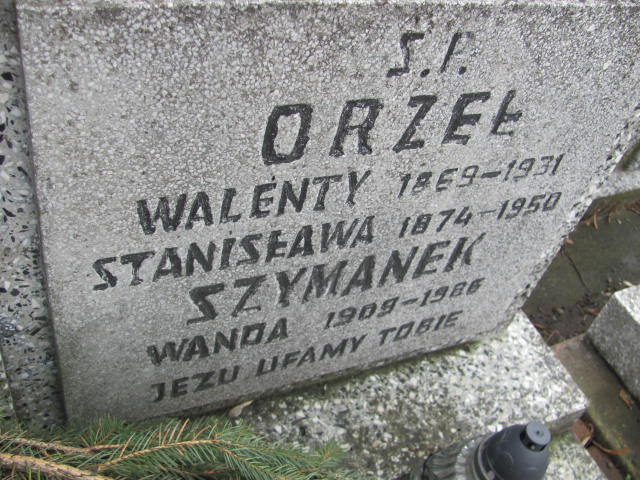 S.P.
ORZEŁ
WALENTY 1869-1931
STANISŁAWA 1874-1950
SZYMANEK
WANDA 1909-1986
JEZU UFAMY TOBIE